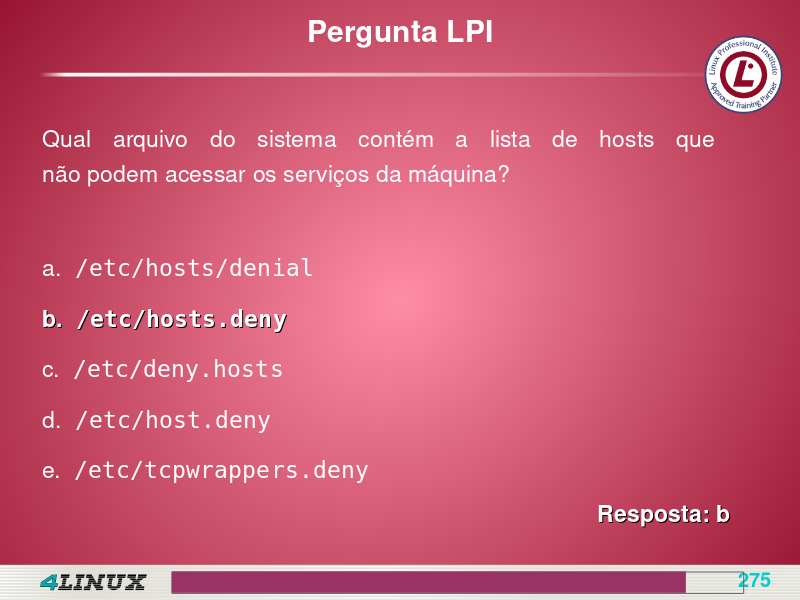 Pergunta LPI
Linux Professional Institute
Approved Training Partner
Qual arquivo do sistema contém a lista de hosts que
não podem acessar os serviços da máquina?
a. /etc/hosts/denial
b. /etc/hosts.deny
c. /etc/deny.hosts
d. /etc/host.deny
e. /etc/tcpwrappers.deny
Resposta: b
4LINUX
275